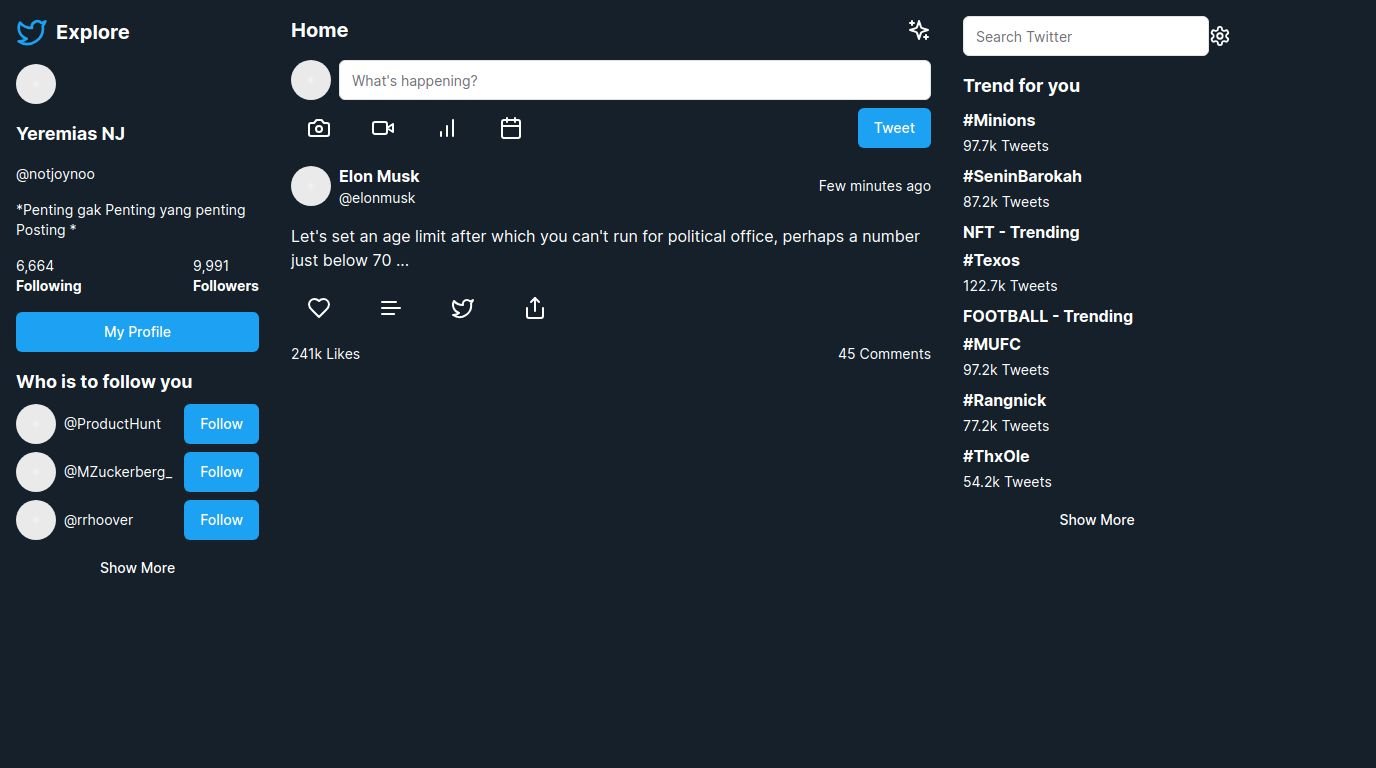 Explore
Yeremias NJ
@notjoynoo
*Penting gak Penting yang penting
Posting *
6,664
Following
9,991
Followers
My Profile
Who is to follow you
@ProductHunt
Follow
@MZuckerberg_
Follow
@rrhoover
Follow
Show More
Home
What's happening?
Tweet
Elon Musk
@elonmusk
Few minutes ago
Let's set an age limit after which you can't run for political office, perhaps a number
just below 70 ...
241k Likes
45 Comments
Search Twitter
Trend for you
#Minions
97.7k Tweets
#SeninBarokah
87.2k Tweets
NFT - Trending
#Texos
122.7k Tweets
FOOTBALL - Trending
#MUFC
97.2k Tweets
#Rangnick
77.2k Tweets
#ThxOle
54.2k Tweets
Show More